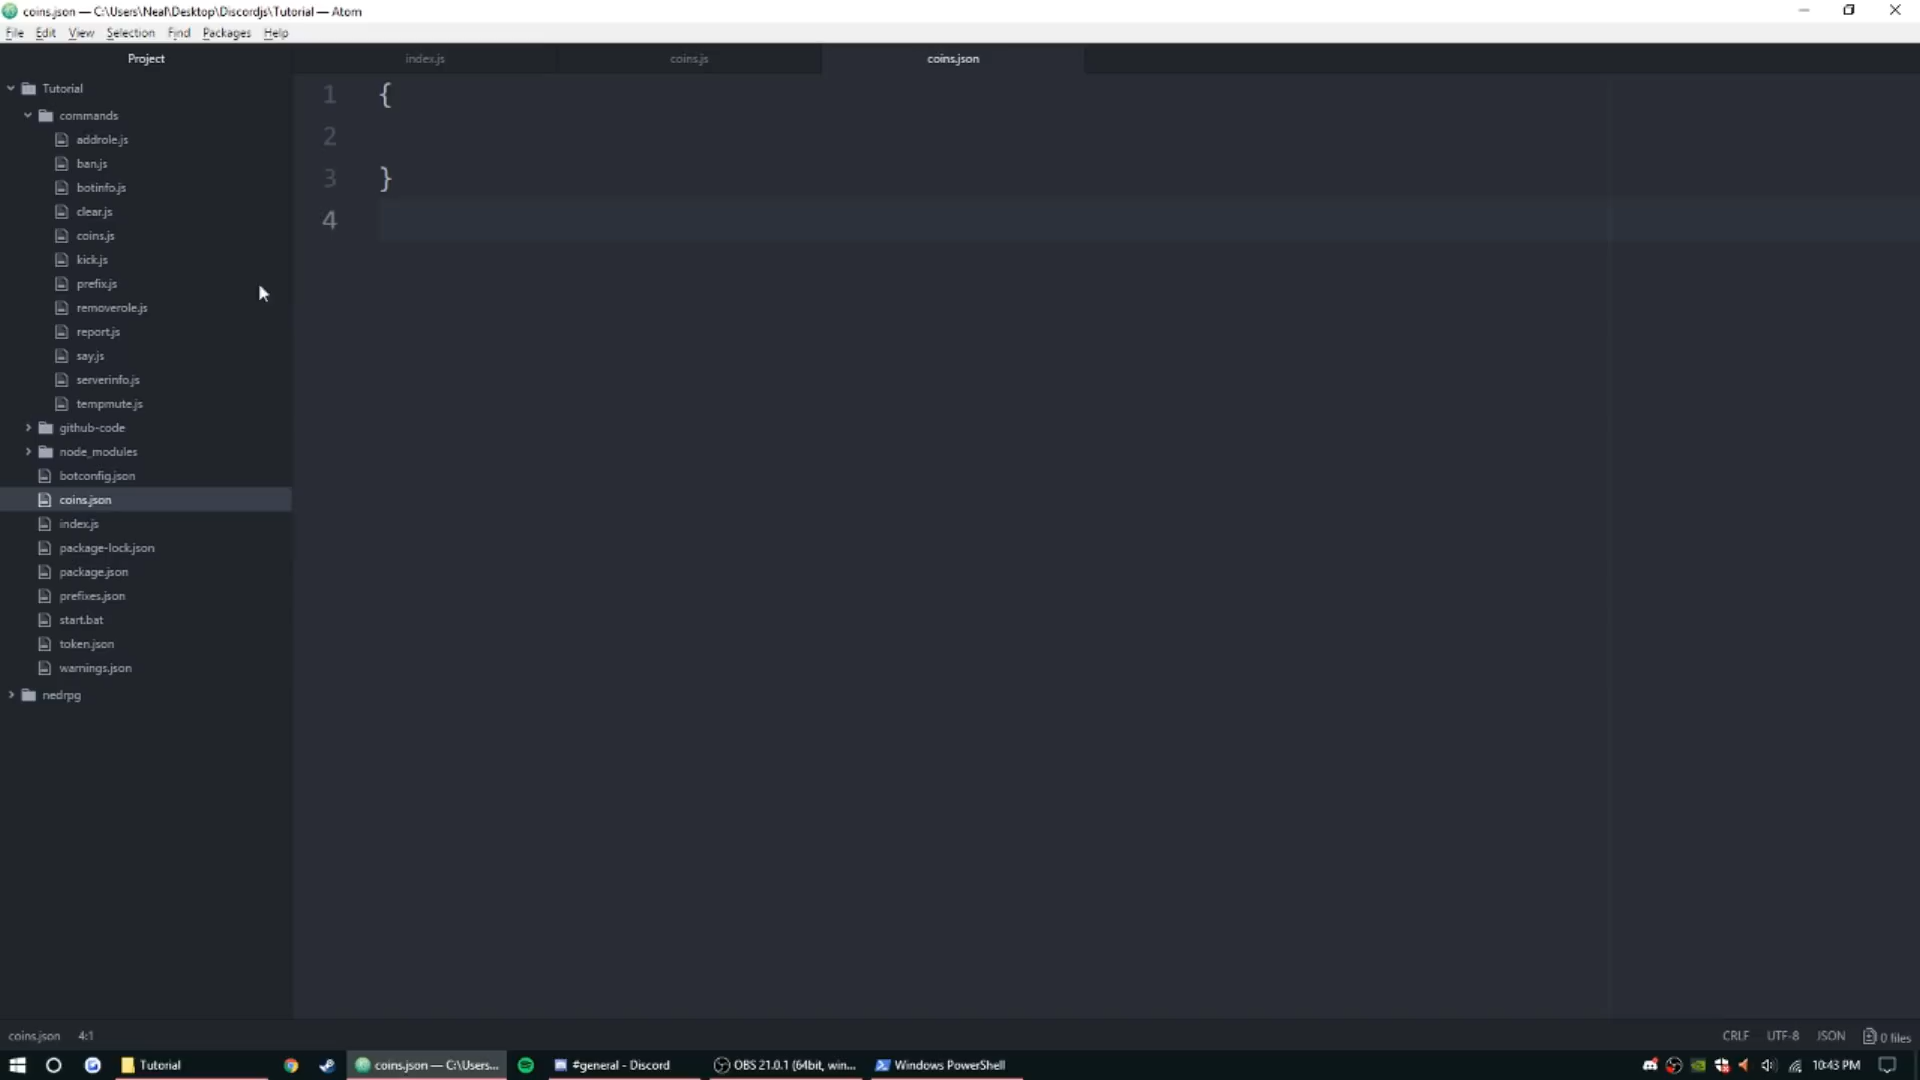 coins.json — C:\Users\Neal\Desktop\Discordjs\Tutorial — Atom
File Edit View Selection Find Packages Help
Project
index.js
coins.js
coins.json
Tutorial
commands
addrole.js
ban.js
botinfo.js
clear.js
coins.js
kick.js
prefix.js
removerole.js
report.js
say.js
serverinfo.js
tempmute.js
github-code
node_modules
botconfig.json
coins.json
index.js
package-lock.json
package.json
prefixes.json
start.bat
token.json
warnings.json
nedrpg
1 {
2
3 }
4
coins.json 4:1
CRLF UTF-8 JSON 0 files
Tutorial
coins.json — C:\Users...
#general - Discord
OBS 21.0.1 (64bit, win...
Windows PowerShell
10:43 PM